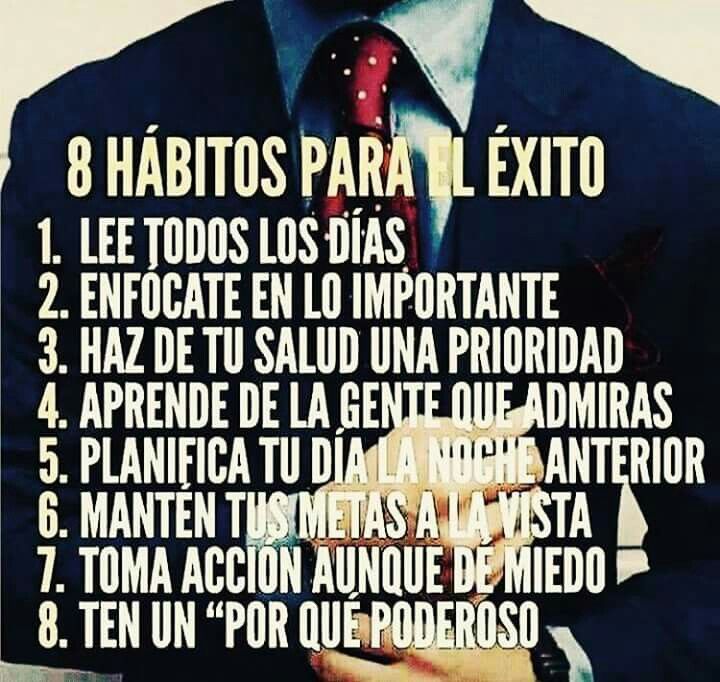 8 HÁBITOS PARA EL ÉXITO
1. LEE TODOS LOS DÍAS
2. ENFÓCATE EN LO IMPORTANTE
3. HAZ DE TU SALUD UNA PRIORIDAD
4. APRENDE DE LA GENTE QUE ADMIRAS
5. PLANIFICA TU DÍA LA NOCHE ANTERIOR
6. MANTÉN TUS METAS A LA VISTA
7. TOMA ACCIÓN AUNQUE DÉ MIEDO
8. TEN UN “POR QUÉ PODEROSO